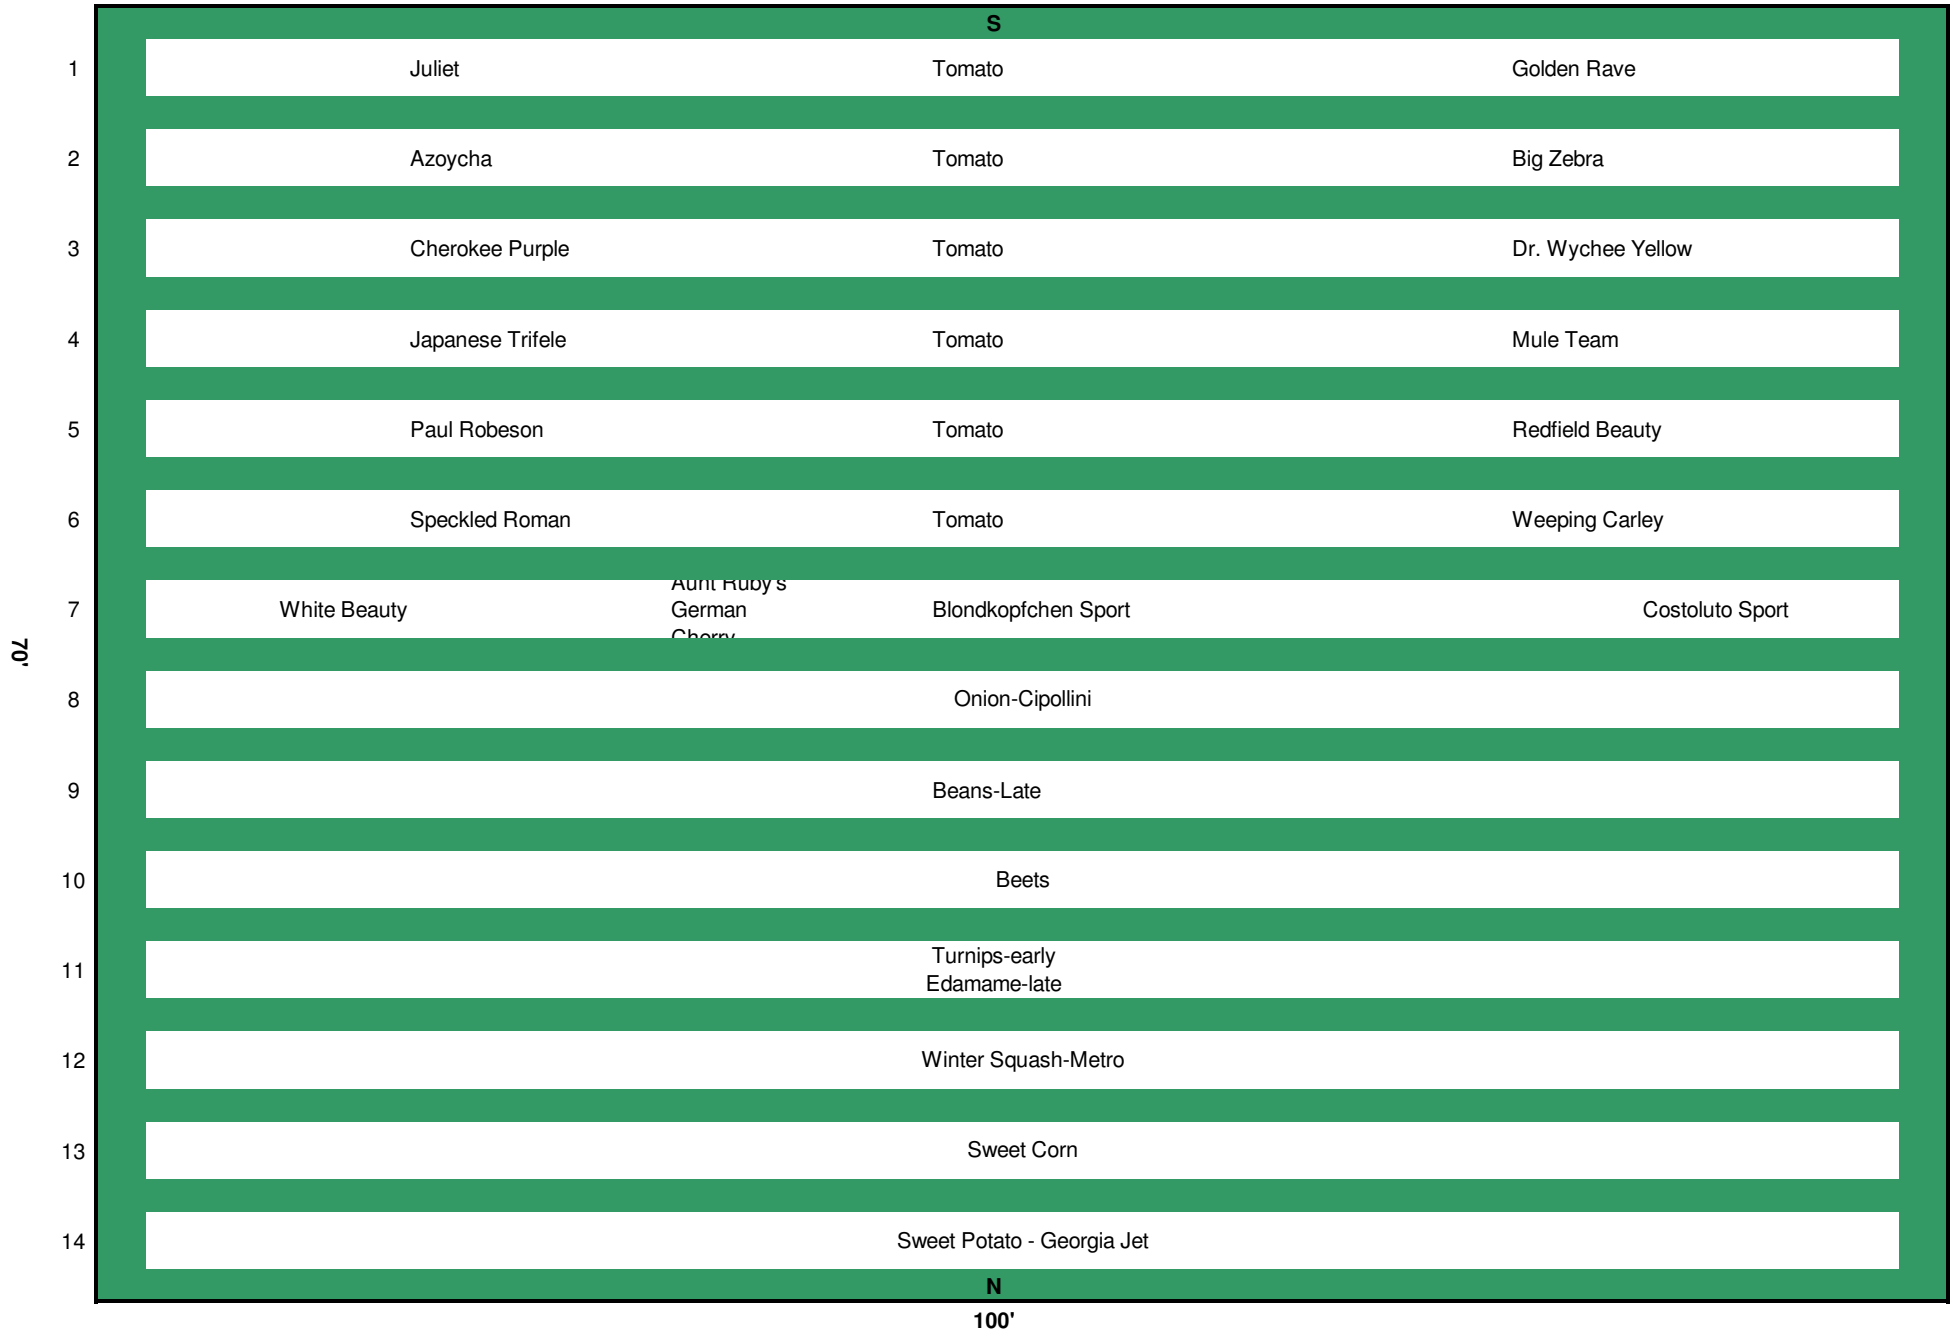 S
1 Juliet Tomato Golden Rave
2 Azoycha Tomato Big Zebra
3 Cherokee Purple Tomato Dr. Wychee Yellow
4 Japanese Trifele Tomato Mule Team
5 Paul Robeson Tomato Redfield Beauty
6 Speckled Roman Tomato Weeping Carley
Aunt Ruby's
7 White Beauty German Blondkopfchen Sport Costoluto Sport
Cherry
70'
8 Onion-Cipollini
9 Beans-Late
10 Beets
11 Turnips-early
Edamame-late
12 Winter Squash-Metro
13 Sweet Corn
14 Sweet Potato - Georgia Jet
N
100'